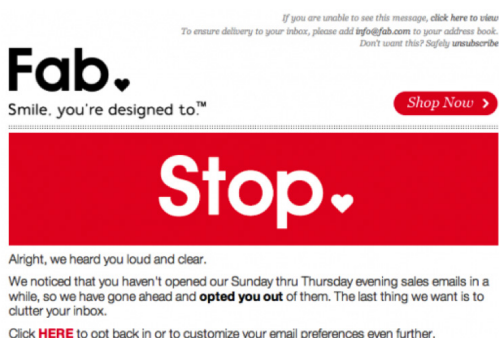 If you are unable to see this message, click here to view
To ensure delivery to your inbox, please add info@fab.com to your address book.
Don't want this? Safely unsubscribe
Fab.
Smile, you're designed to.™
Shop Now
Stop.
Alright, we heard you loud and clear.
We noticed that you haven't opened our Sunday thru Thursday evening sales emails in a
while, so we have gone ahead and opted you out of them. The last thing we want is to
clutter your inbox.
Click HERE to opt back in or to customize your email preferences even further.